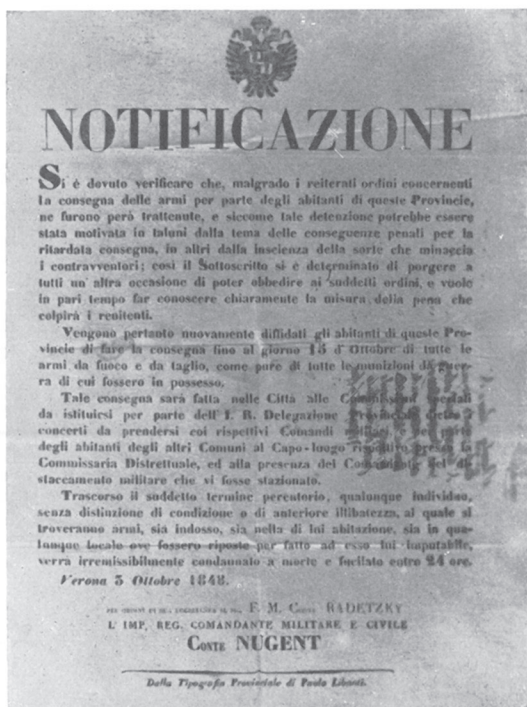 NOTIFICAZIONE
Si è dovuto verificare che, malgrado i reiterati ordini concernenti
la consegna delle armi per parte degli abitanti di queste Provincie,
ne furono però trattenute, e siccome tale detenzione potrebbe essere
stata motivata in taluni dalla tema delle conseguenze penali per la
ritardata consegna, in altri dalla inscienza della sorte che minaccia
i contravventori; così il Sottoscritto si è determinato di porgere a
tutti un'altra occasione di poter obbedire ai suddetti ordini, e vuole
in pari tempo far conoscere chiaramente la misura della pena che
colpirà i renitenti.
Vengono pertanto nuovamente diffidati gli abitanti di queste Pro-
vincie di fare la consegna fino al giorno 15 d'Ottobre di tutte le
armi da fuoco e da taglio, come pure di tutte le munizioni da guer-
ra di cui fossero in possesso.
Tale consegna sarà fatta nelle Città alle Commissioni speciali
da istituirsi per parte dell'I. R. Delegazione Provinciale dietro i
concerti da prendersi coi rispettivi Comandi militari e per parte
degli abitanti degli altri Comuni al Capo-luogo rispettivo presso la
Commissaria Distrettuale, ed alla presenza del Comandante del di-
staccamento militare che vi fosse stazionato.
Trascorso il suddetto termine perentorio, qualunque individuo,
senza distinzione di condizione o di anteriore illibatezza, al quale si
troveranno armi, sia indosso, sia nella di lui abitazione, sia in qua-
lunque locale ove fossero riposte per fatto ad esso lui imputabile,
verrà irremissibilmente condannato a morte e fucilato entro 24 ore.
Verona 3 Ottobre 1848.
F. M. Conte RADETZKY
L' IMP. REG. COMANDANTE MILITARE E CIVILE
Conte NUGENT
Dalla Tipografia Provinciale di Paolo Libanti.